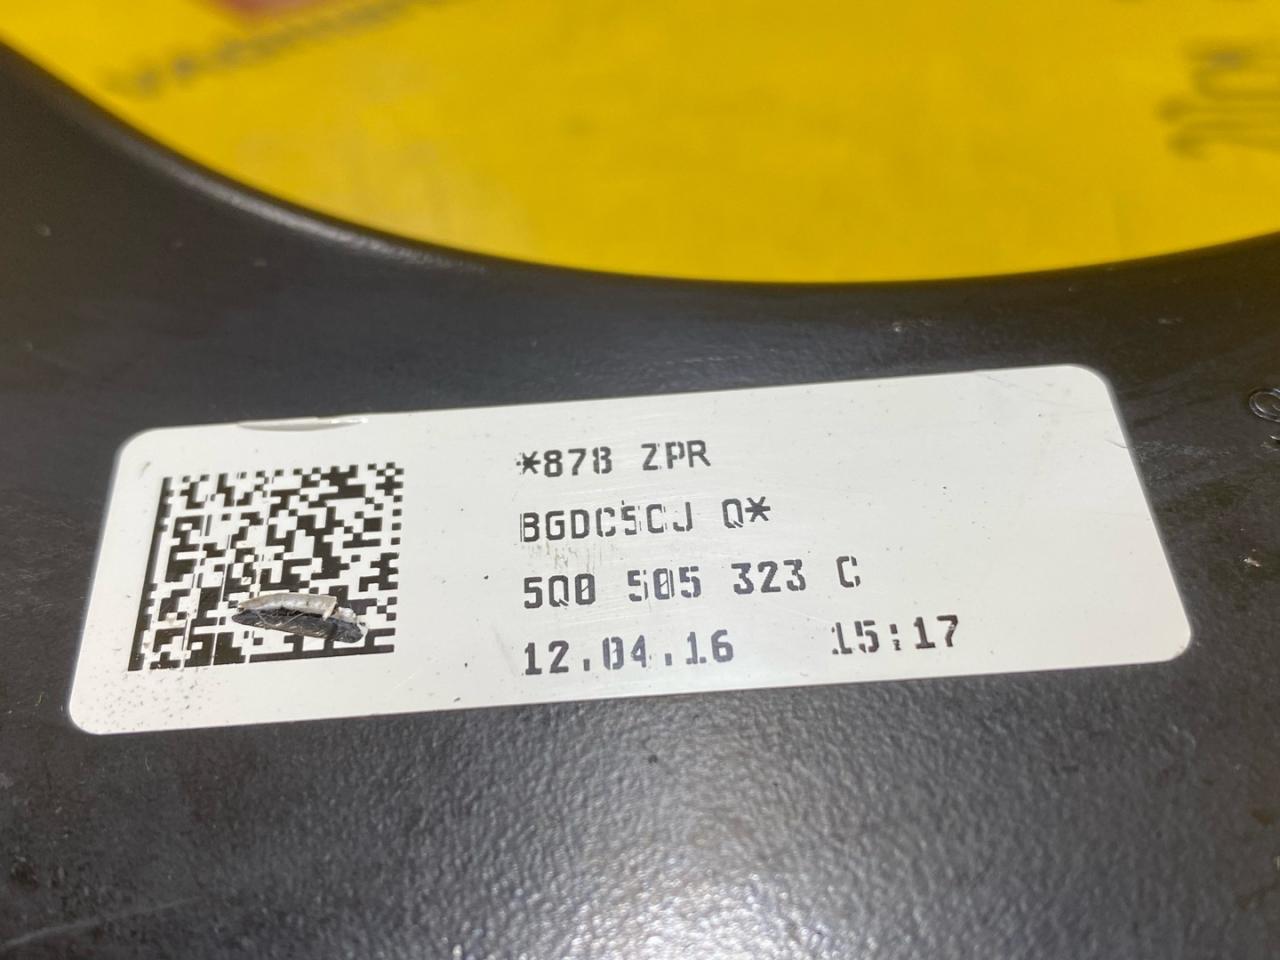 *878 ZPR
BGDC5CJ Q*
5Q0 505 323 C
12.04.16 15:17